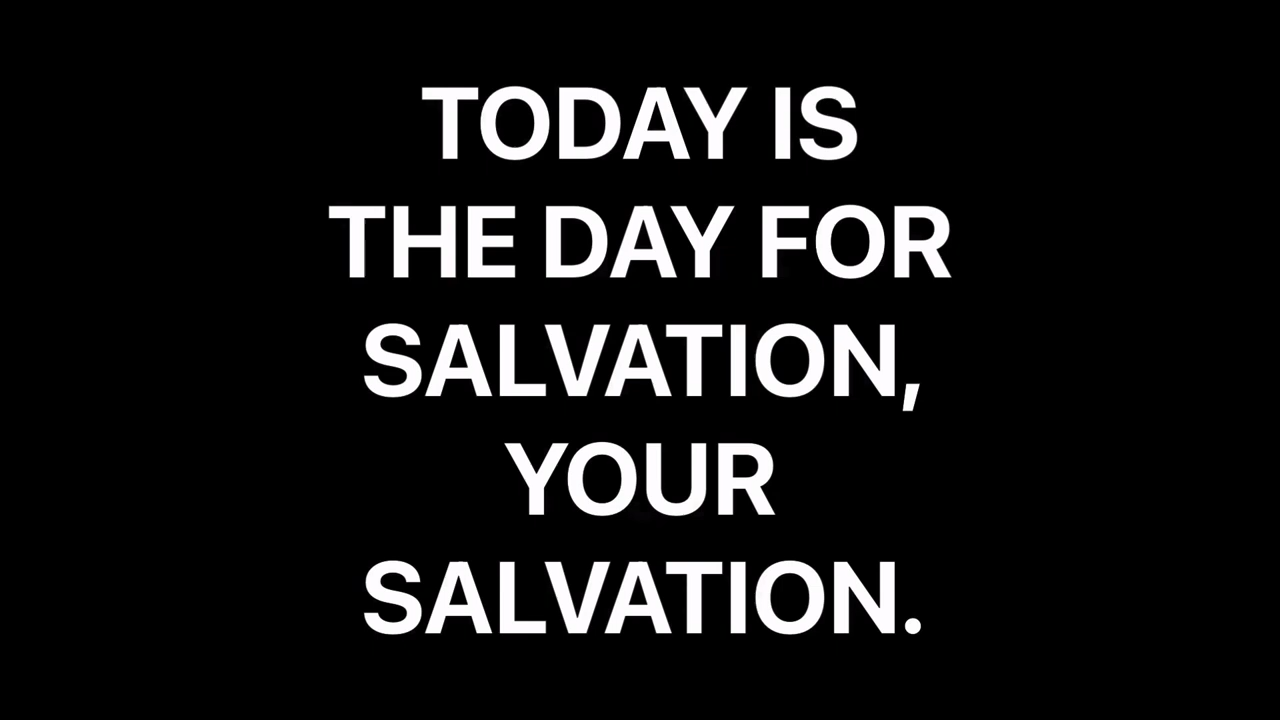 TODAY IS
THE DAY FOR
SALVATION,
YOUR
SALVATION.